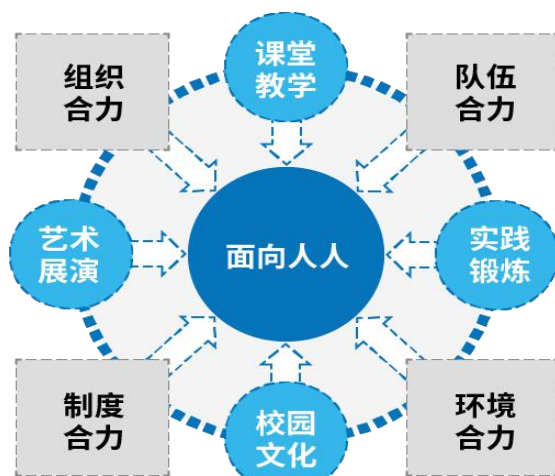 组织
合力
课堂
教学
队伍
合力
艺术
展演
面向人人
实践
锻炼
制度
合力
校园
文化
环境
合力